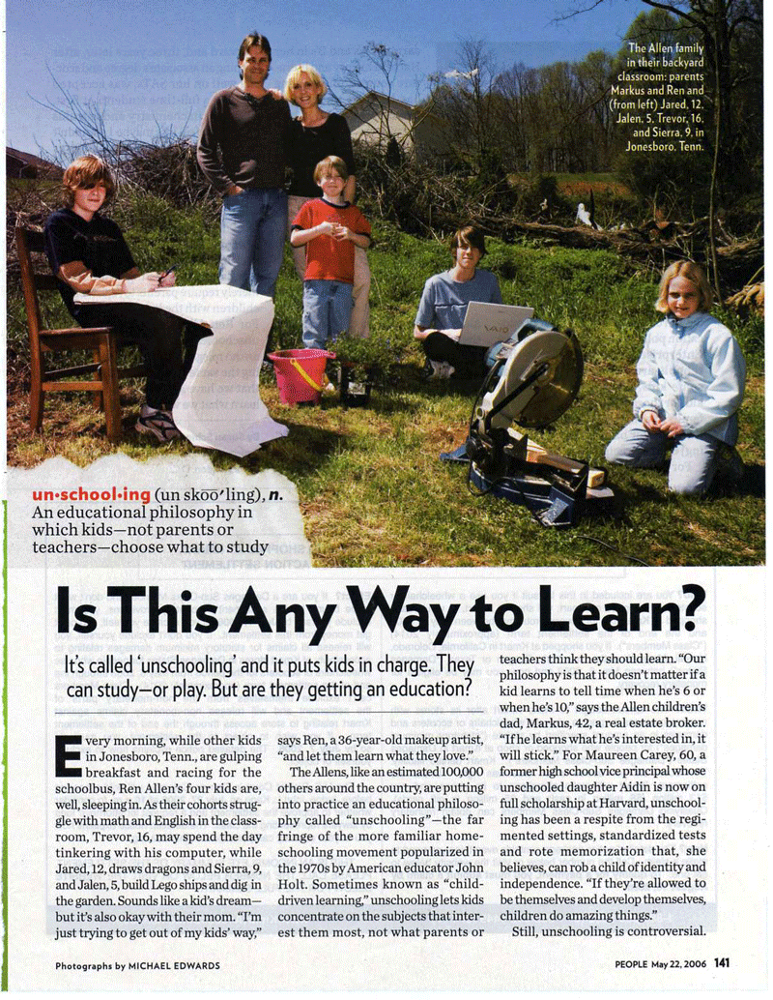 The Allen family
in their backyard
classroom: parents
Markus and Ren and
(from left) Jared, 12,
Jalen, 5, Trevor, 16,
and Sierra, 9, in
Jonesboro, Tenn.
VAIO
un•school•ing (un skoo′ling), n.
An educational philosophy in
which kids—not parents or
teachers—choose what to study
Is This Any Way to Learn?
It's called 'unschooling' and it puts kids in charge. They
can study—or play. But are they getting an education?
Every morning, while other kids
in Jonesboro, Tenn., are gulping
breakfast and racing for the
schoolbus, Ren Allen's four kids are,
well, sleeping in. As their cohorts strug-
gle with math and English in the class-
room, Trevor, 16, may spend the day
tinkering with his computer, while
Jared, 12, draws dragons and Sierra, 9,
and Jalen, 5, build Lego ships and dig in
the garden. Sounds like a kid's dream—
but it's also okay with their mom. "I'm
just trying to get out of my kids' way,"
says Ren, a 36-year-old makeup artist,
"and let them learn what they love."
The Allens, like an estimated 100,000
others around the country, are putting
into practice an educational philoso-
phy called "unschooling"—the far
fringe of the more familiar home-
schooling movement popularized in
the 1970s by American educator John
Holt. Sometimes known as "child-
driven learning," unschooling lets kids
concentrate on the subjects that inter-
est them most, not what parents or
teachers think they should learn. "Our
philosophy is that it doesn't matter if a
kid learns to tell time when he's 6 or
when he's 10," says the Allen children's
dad, Markus, 42, a real estate broker.
"If he learns what he's interested in, it
will stick." For Maureen Carey, 60, a
former high school vice principal whose
unschooled daughter Aidin is now on
full scholarship at Harvard, unschool-
ing has been a respite from the regi-
mented settings, standardized tests
and rote memorization that, she
believes, can rob a child of identity and
independence. "If they're allowed to
be themselves and develop themselves,
children do amazing things."
Still, unschooling is controversial.
Photographs by MICHAEL EDWARDS
PEOPLE May 22, 2006 141